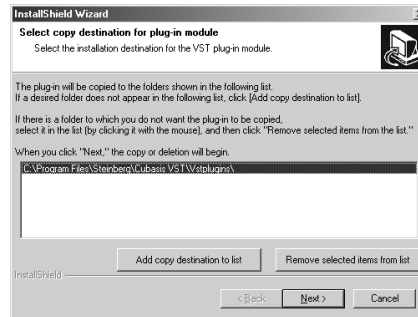 InstallShield Wizard
Select copy destination for plug-in module
Select the installation destination for the VST plug-in module.
The plug-in will be copied to the folders shown in the following list.
If a desired folder does not appear in the following list, click [Add copy destination to list].
If there is a folder to which you do not want the plug-in to be copied,
select it in the list (by clicking it with the mouse), and then click "Remove selected items from the list."
When you click "Next," the copy or deletion will begin.
C:\Program Files\Steinberg\Cubasis VST\Vstplugins\
Add copy destination to list
Remove selected items from list
InstallShield
< Back
Next >
Cancel